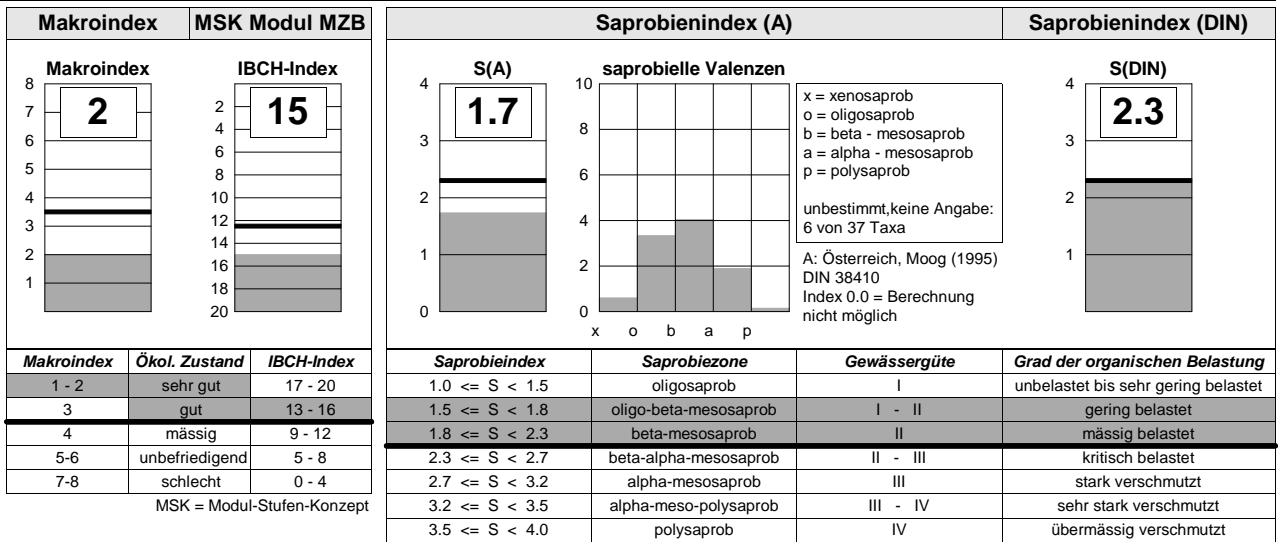 Makroindex MSK Modul MZB Saprobienindex (A) Saprobienindex (DIN)
Makroindex
8
7
6
5
4
3
2
1
2
IBCH-Index
2
4
6
8
10
12
14
16
18
20
15
S(A)
4
3
2
1
0
1.7
saprobielle Valenzen
10
8
6
4
2
0
x o b a p
x = xenosaprob
o = oligosaprob
b = beta - mesosaprob
a = alpha - mesosaprob
p = polysaprob
unbestimmt,keine Angabe:
6 von 37 Taxa
A: Österreich, Moog (1995)
DIN 38410
Index 0.0 = Berechnung
nicht möglich
S(DIN)
4
3
2
1
2.3
Makroindex Ökol. Zustand IBCH-Index
1 - 2 sehr gut 17 - 20
3 gut 13 - 16
4 mässig 9 - 12
5-6 unbefriedigend 5 - 8
7-8 schlecht 0 - 4
MSK = Modul-Stufen-Konzept
Saprobieindex Saprobiezone Gewässergüte Grad der organischen Belastung
1.0 <= S < 1.5 oligosaprob I unbelastet bis sehr gering belastet
1.5 <= S < 1.8 oligo-beta-mesosaprob I - II gering belastet
1.8 <= S < 2.3 beta-mesosaprob II mässig belastet
2.3 <= S < 2.7 beta-alpha-mesosaprob II - III kritisch belastet
2.7 <= S < 3.2 alpha-mesosaprob III stark verschmutzt
3.2 <= S < 3.5 alpha-meso-polysaprob III - IV sehr stark verschmutzt
3.5 <= S < 4.0 polysaprob IV übermässig verschmutzt